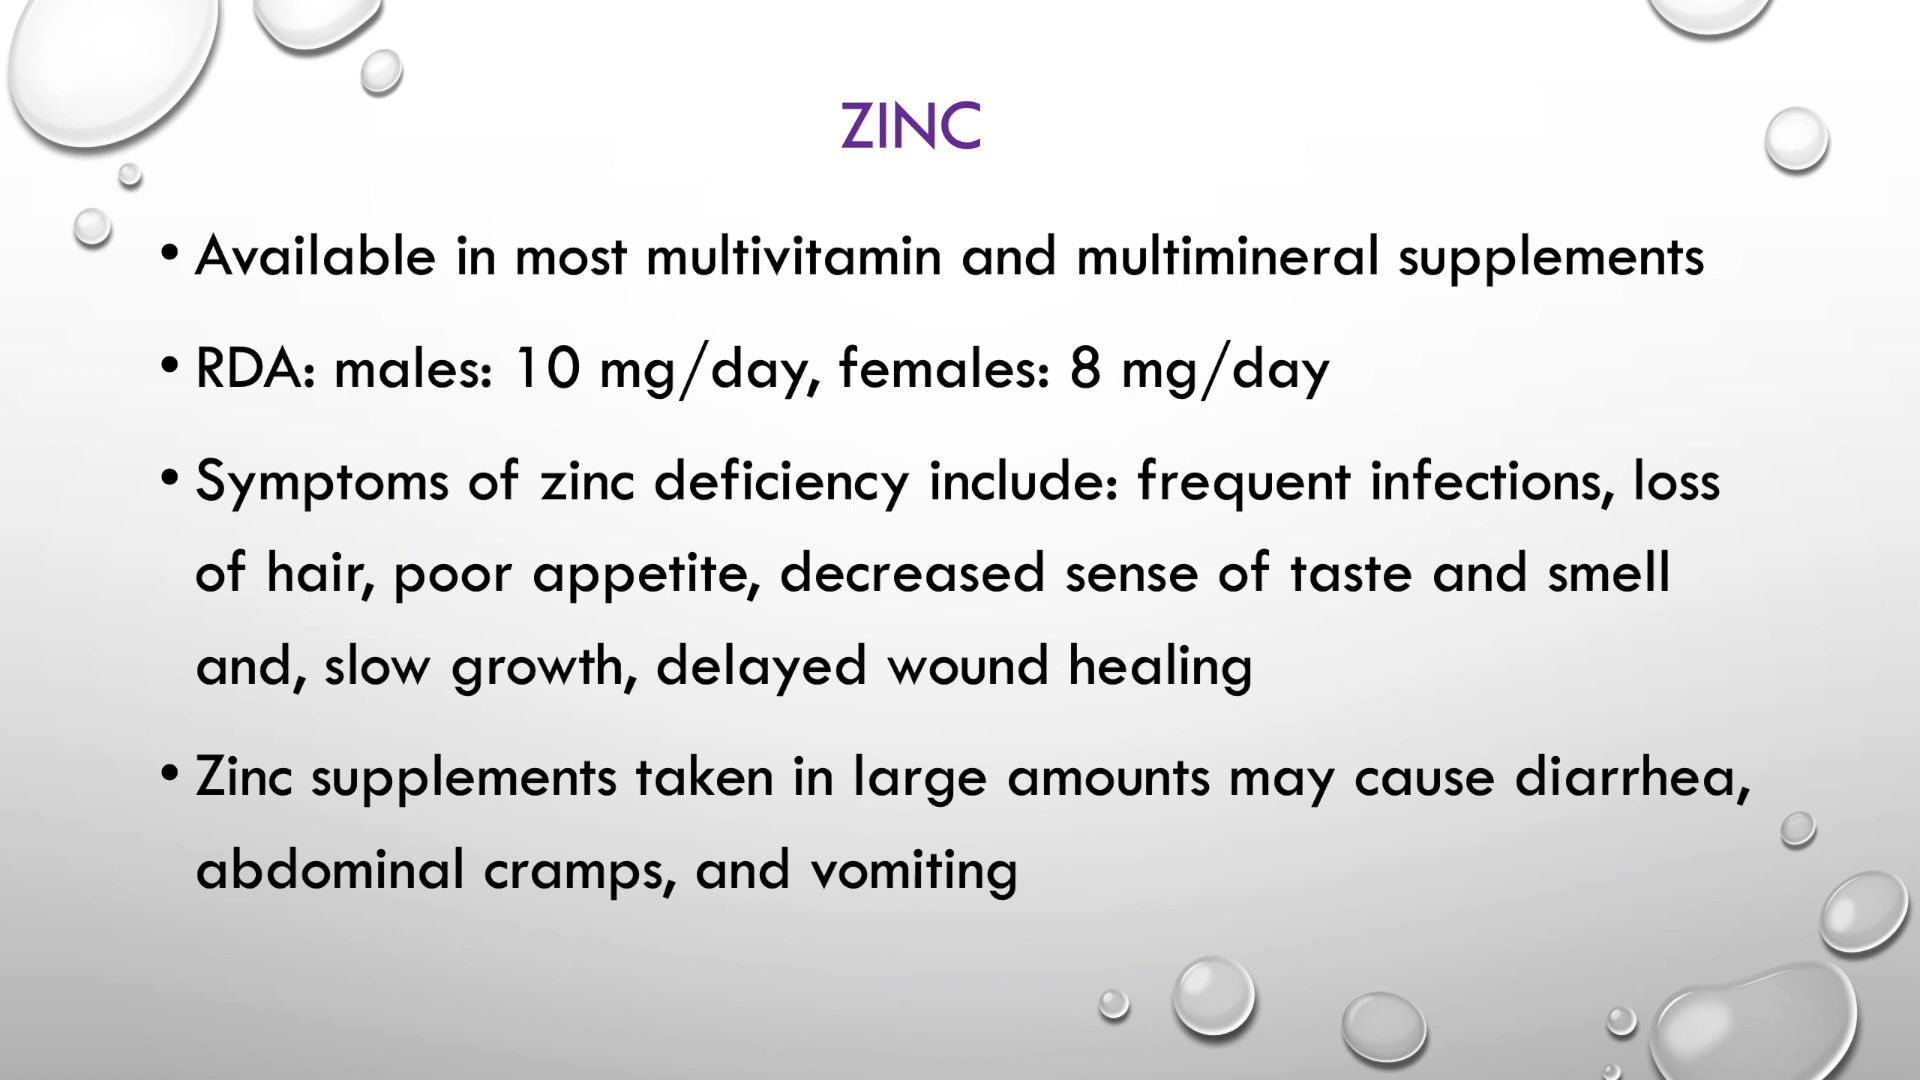 ZINC
• Available in most multivitamin and multimineral supplements
• RDA: males: 10 mg/day, females: 8 mg/day
• Symptoms of zinc deficiency include: frequent infections, loss
of hair, poor appetite, decreased sense of taste and smell
and, slow growth, delayed wound healing
• Zinc supplements taken in large amounts may cause diarrhea,
abdominal cramps, and vomiting